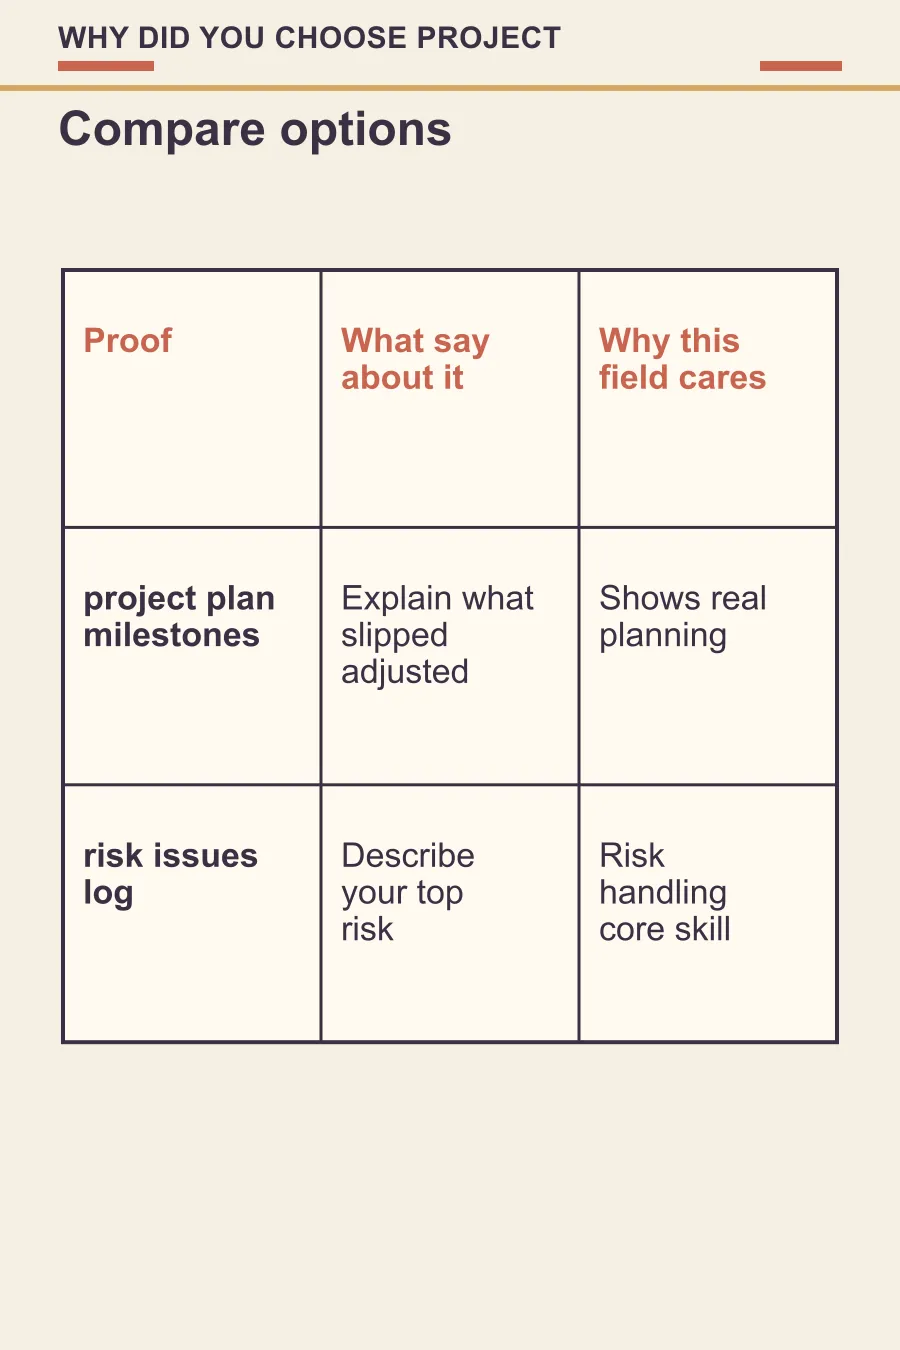 WHY DID YOU CHOOSE PROJECT
Compare options
Proof
What say
about it
Why this
field cares
project plan
milestones
Explain what
slipped
adjusted
Shows real
planning
risk issues
log
Describe
your top
risk
Risk
handling
core skill